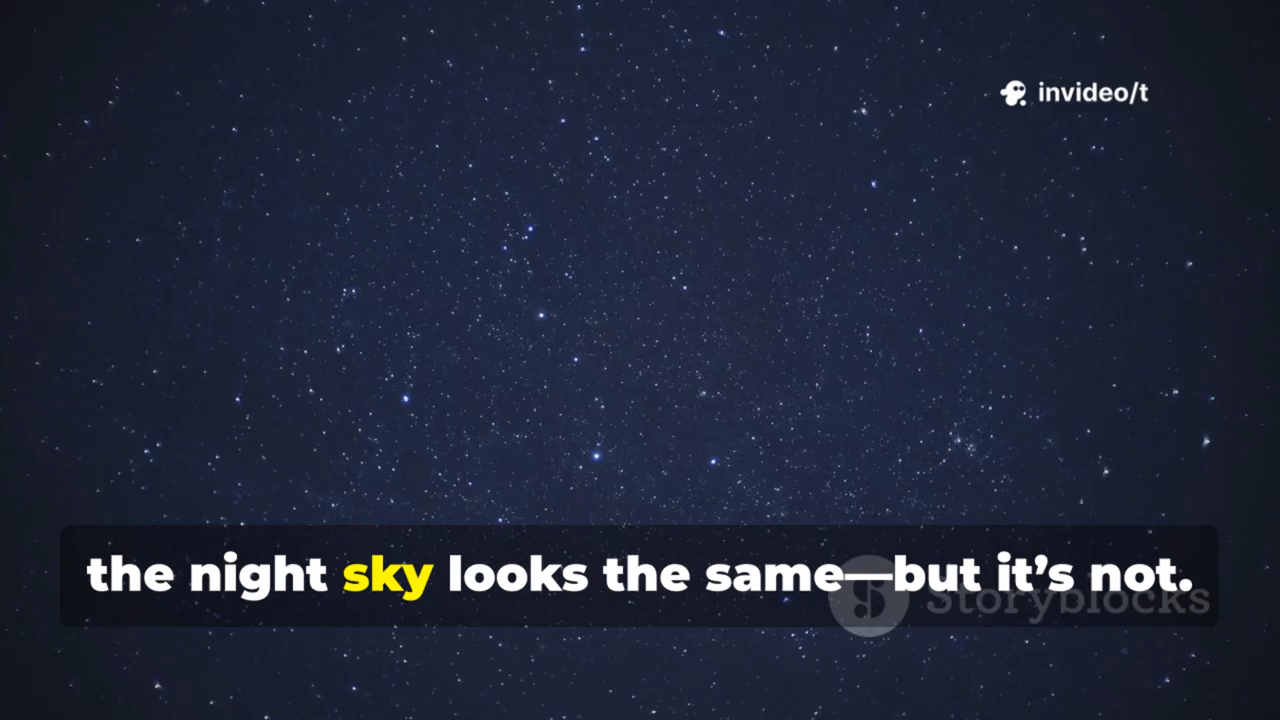 invideo/t
the night sky looks the same—but it’s not.
Storyblocks